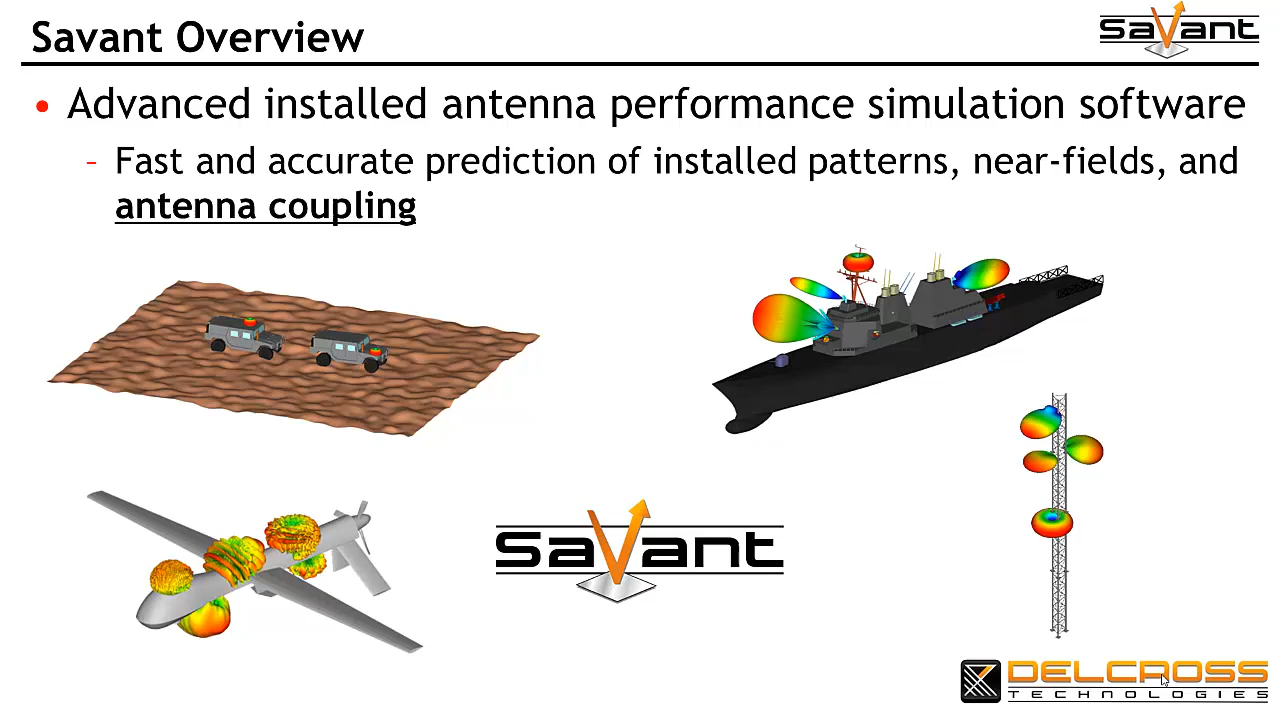 Savant Overview
Savant
• Advanced installed antenna performance simulation software
– Fast and accurate prediction of installed patterns, near-fields, and
antenna coupling
Savant
DELCROSS
TECHNOLOGIES